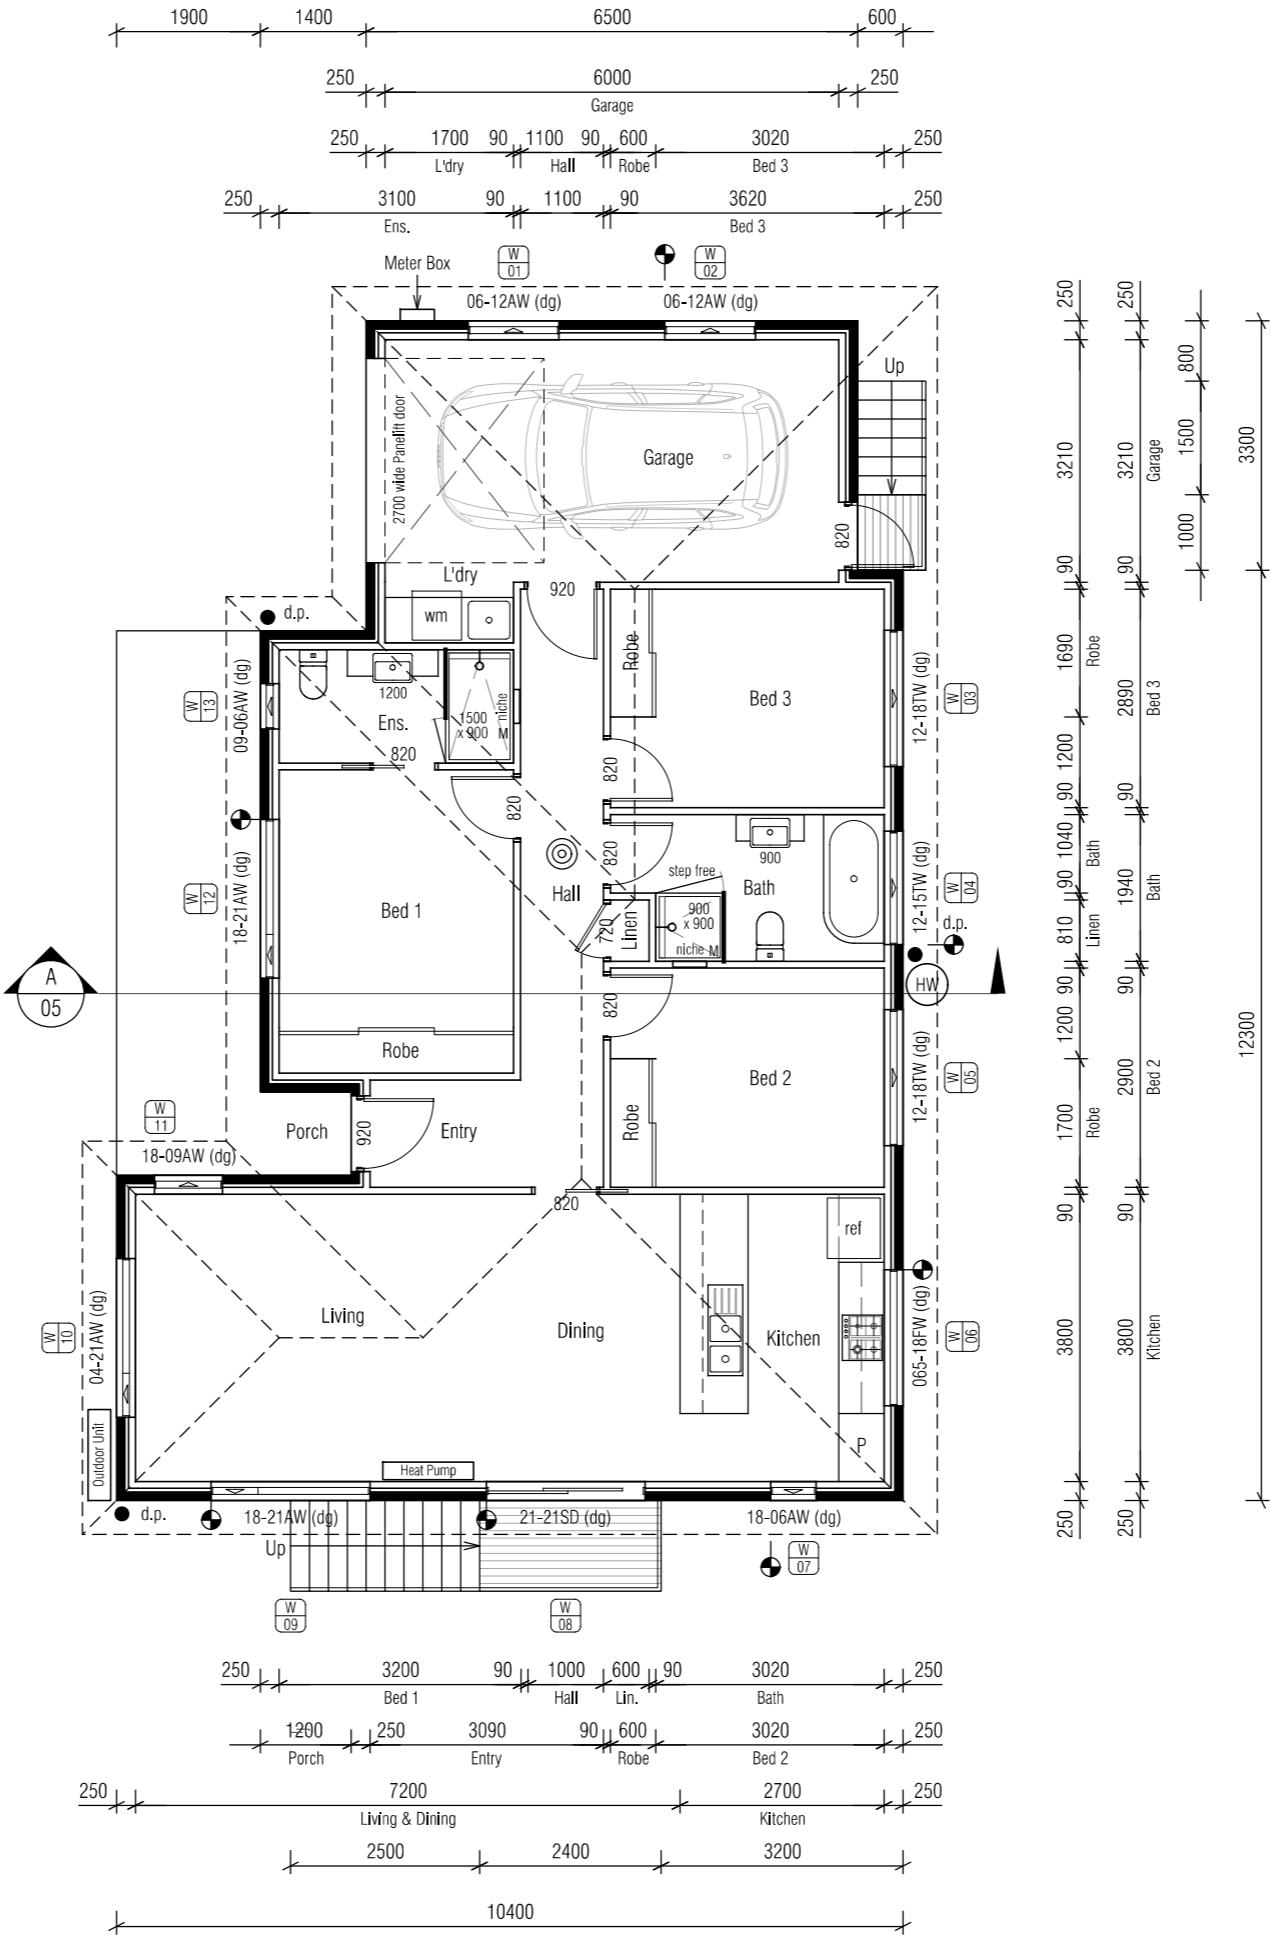 1900 1400 6500 600
250 6000 250
Garage
250 1700 90 1100 90 600 3020 250
L'dry Hall Robe Bed 3
250 3100 90 1100 90 3620 250
Ens. Bed 3
Meter Box
W 01
W 02
06-12AW (dg) 06-12AW (dg)
Up
2700 wide Panelift door
Garage
820
L'dry
920
wm
d.p.
Robe
Bed 3
1200
Ens.
1500 x 900
niche
M
820
820
820
09-06AW (dg)
W 13
12-18TW (dg)
W 03
820
900
step free
Bath
Hall
Bed 1
720
Linen
900 x 900
niche M
18-21AW (dg)
W 12
12-15TW (dg)
W 04
d.p.
HW
A
05
820
Robe
Bed 2
Robe
12-18TW (dg)
W 05
W 11
18-09AW (dg)
Porch
920
Entry
820
ref
Living
Dining
Kitchen
04-21AW (dg)
W 10
065-18FW (dg)
W 06
Outdoor Unit
Heat Pump
P
d.p.
18-21AW (dg) 21-21SD (dg) 18-06AW (dg)
Up
W 07
W 09
W 08
250 3200 90 1000 600 90 3020 250
Bed 1 Hall Lin. Bath
1200 250 3090 90 600 3020 250
Porch Entry Robe Bed 2
250 7200 2700 250
Living & Dining Kitchen
2500 2400 3200
10400
250
3210
90
1690
Robe
1200
90
1040
Bath
90
810
Linen
90
1200
1700
Robe
90
3800
250
250
3210
Garage
90
2890
Bed 3
90
1940
Bath
90
2900
Bed 2
90
3800
Kitchen
250
800
1500
1000
3300
12300